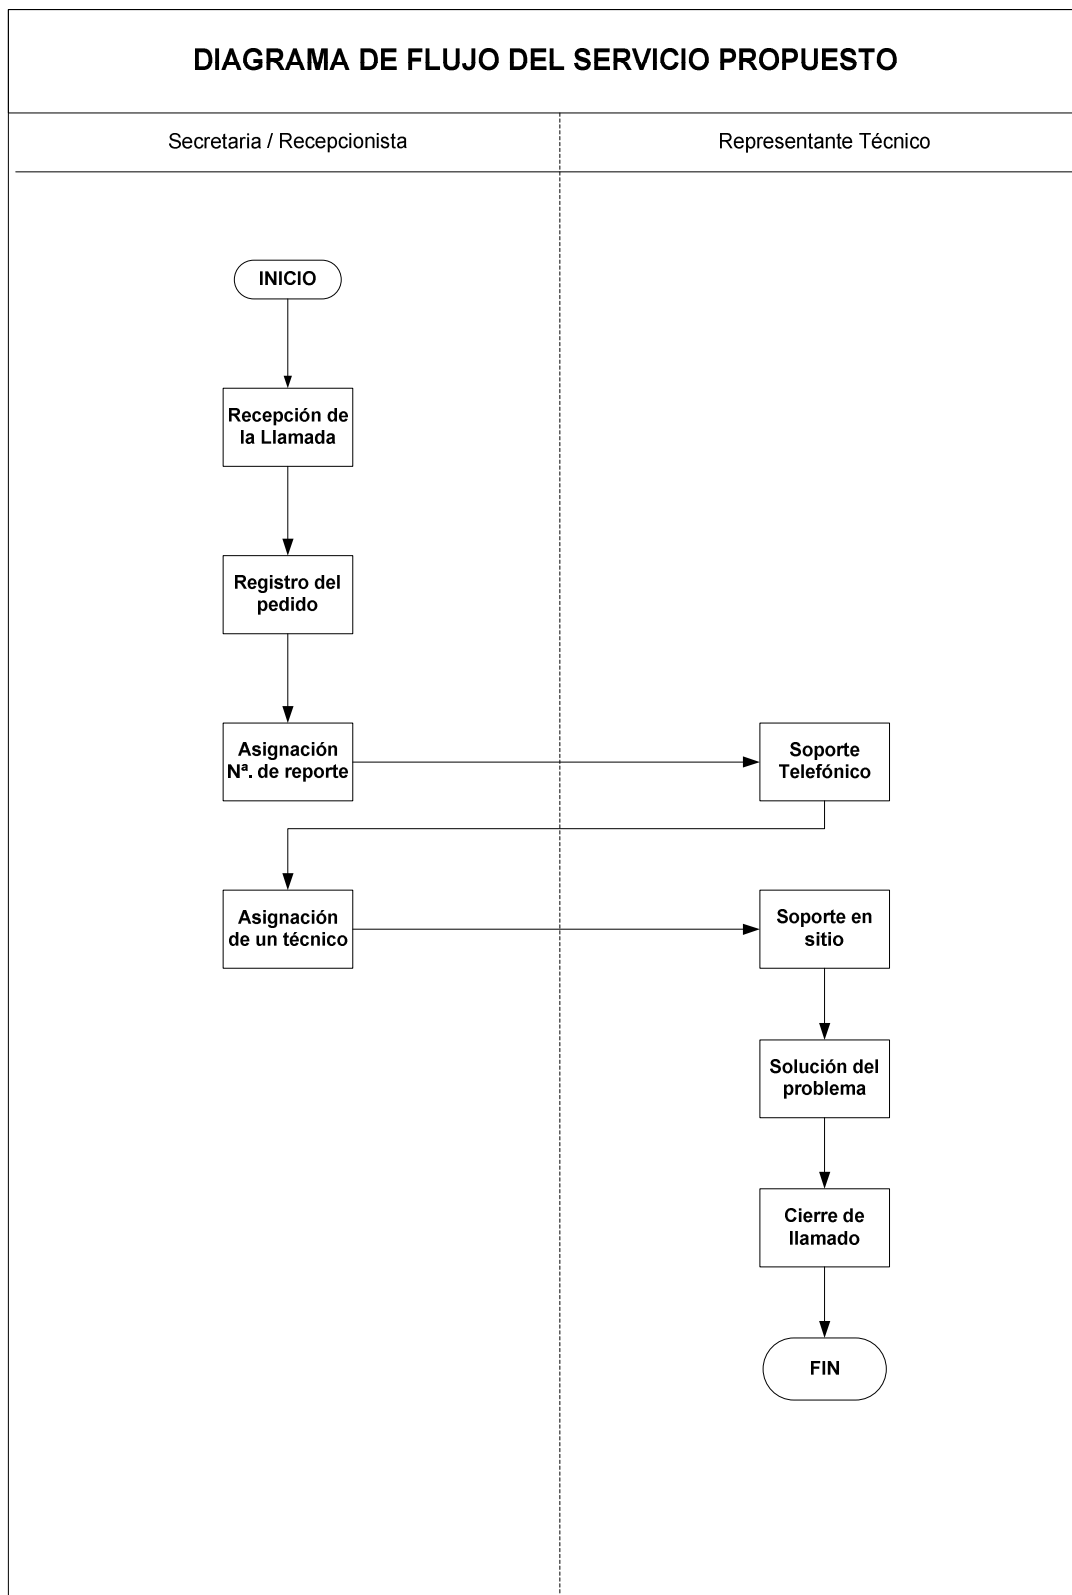 DIAGRAMA DE FLUJO DEL SERVICIO PROPUESTO
Secretaria / Recepcionista
Representante Técnico
INICIO
Recepción de
la Llamada
Registro del
pedido
Asignación
Nª. de reporte
Soporte
Telefónico
Asignación
de un técnico
Soporte en
sitio
Solución del
problema
Cierre de
llamado
FIN